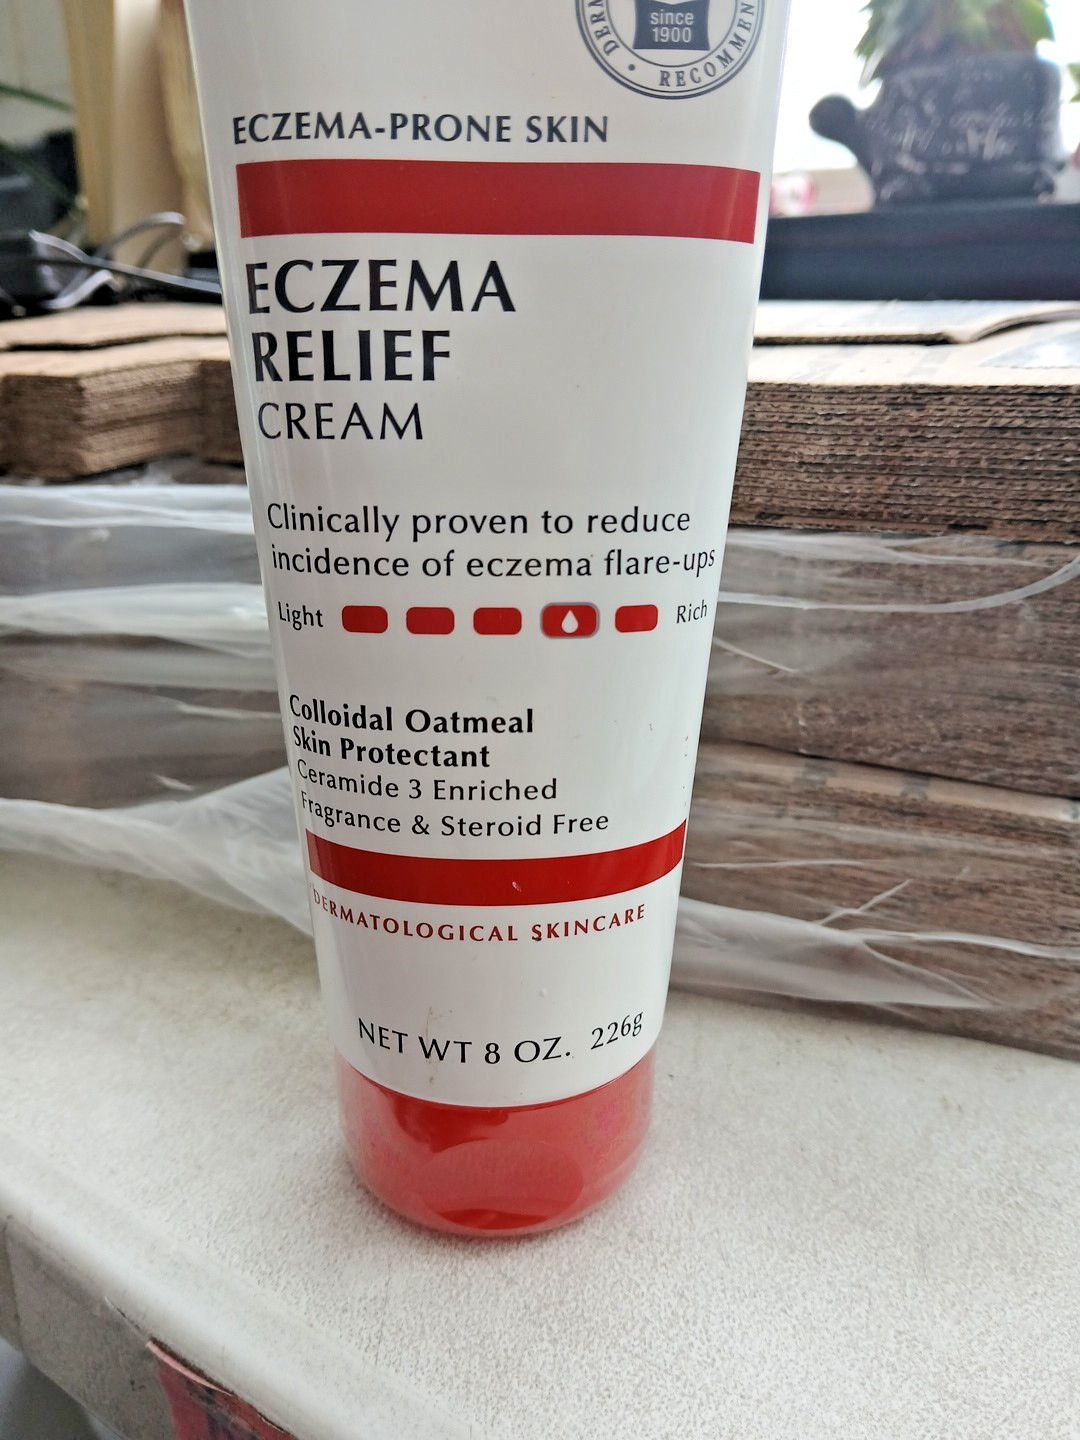 since
1900
RECOMMEN
ECZEMA-PRONE SKIN
ECZEMA
RELIEF
CREAM
Clinically proven to reduce
incidence of eczema flare-ups
Light Rich
Colloidal Oatmeal
Skin Protectant
Ceramide 3 Enriched
Fragrance & Steroid Free
DERMATOLOGICAL SKINCARE
NET WT 8 OZ. 226g